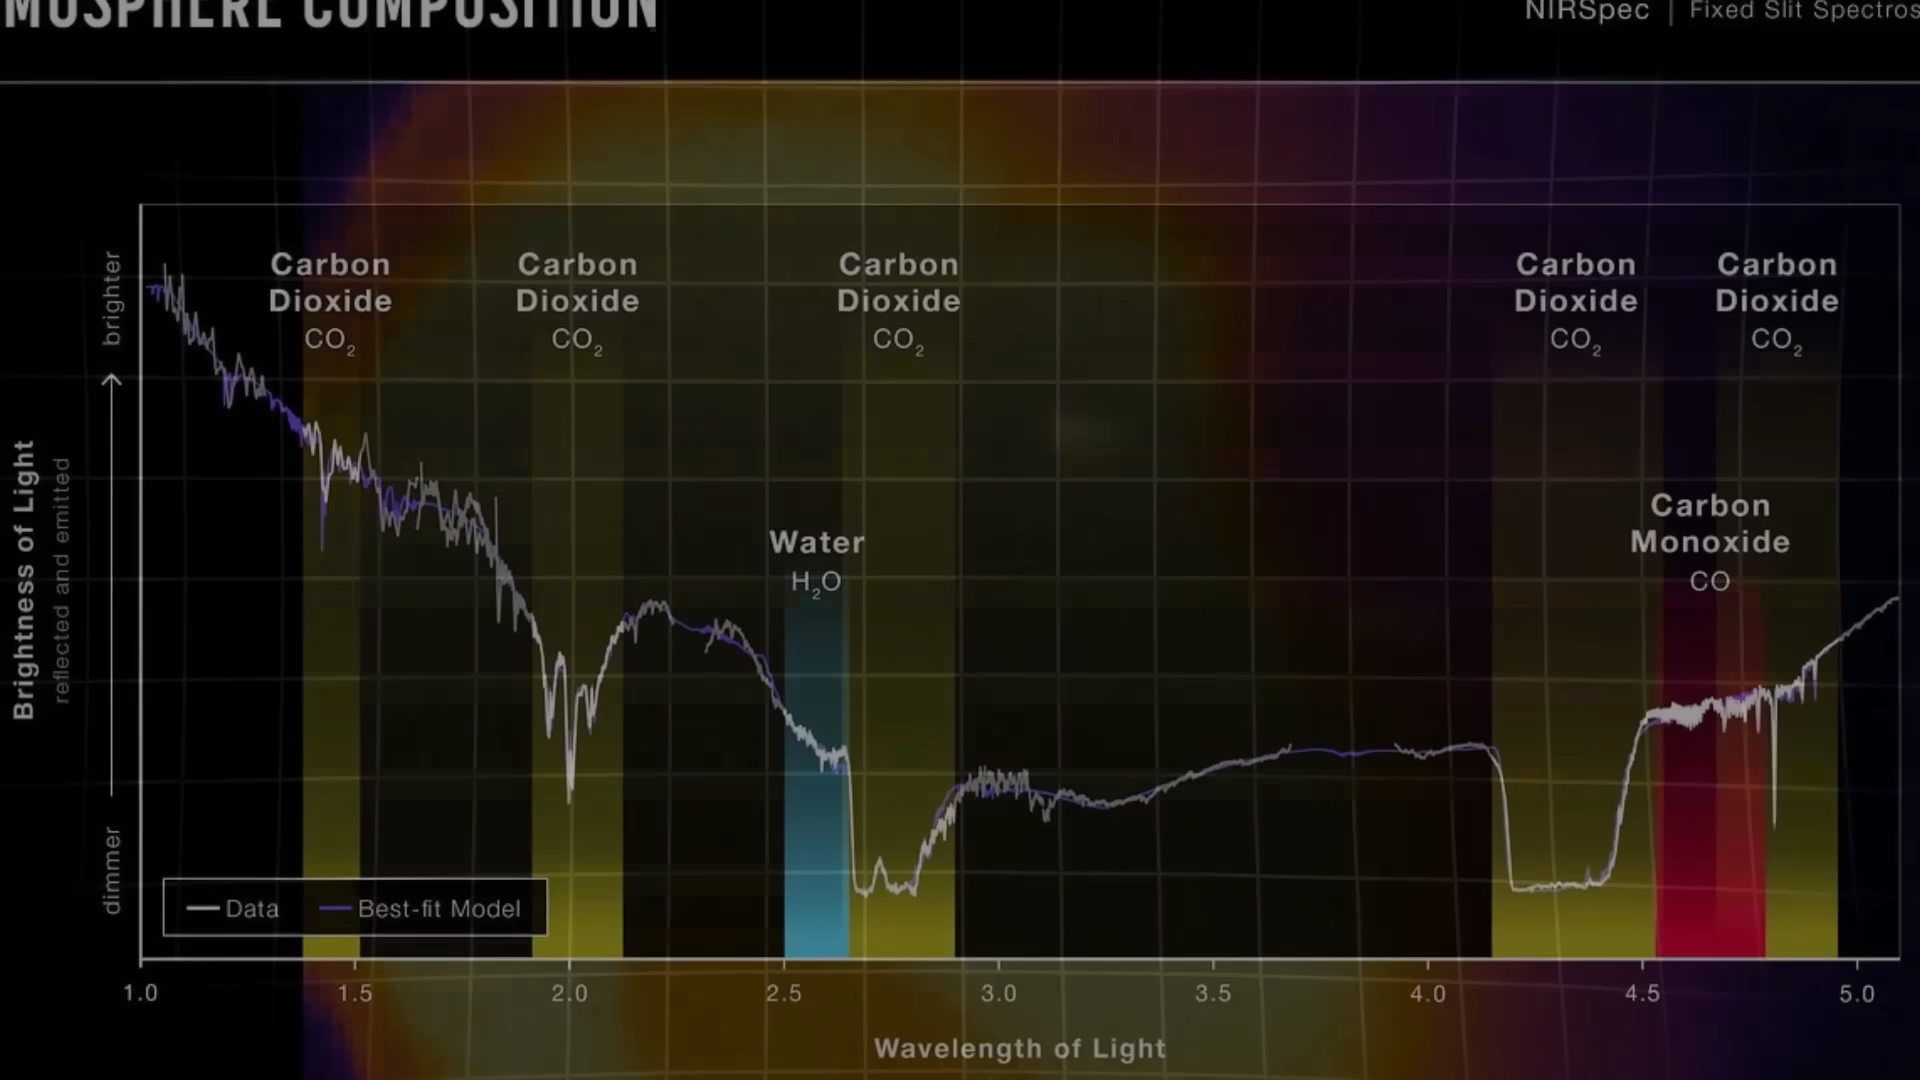 MOSPHERE COMPOSITION
NIRSpec | Fixed Slit Spectros
Carbon
Dioxide
CO2
Carbon
Dioxide
CO2
Carbon
Dioxide
CO2
Carbon
Dioxide
CO2
Carbon
Dioxide
CO2
Water
H2O
Carbon
Monoxide
CO
brighter
Brightness of Light
reflected and emitted
dimmer
Data
Best-fit Model
1.0 1.5 2.0 2.5 3.0 3.5 4.0 4.5 5.0
Wavelength of Light